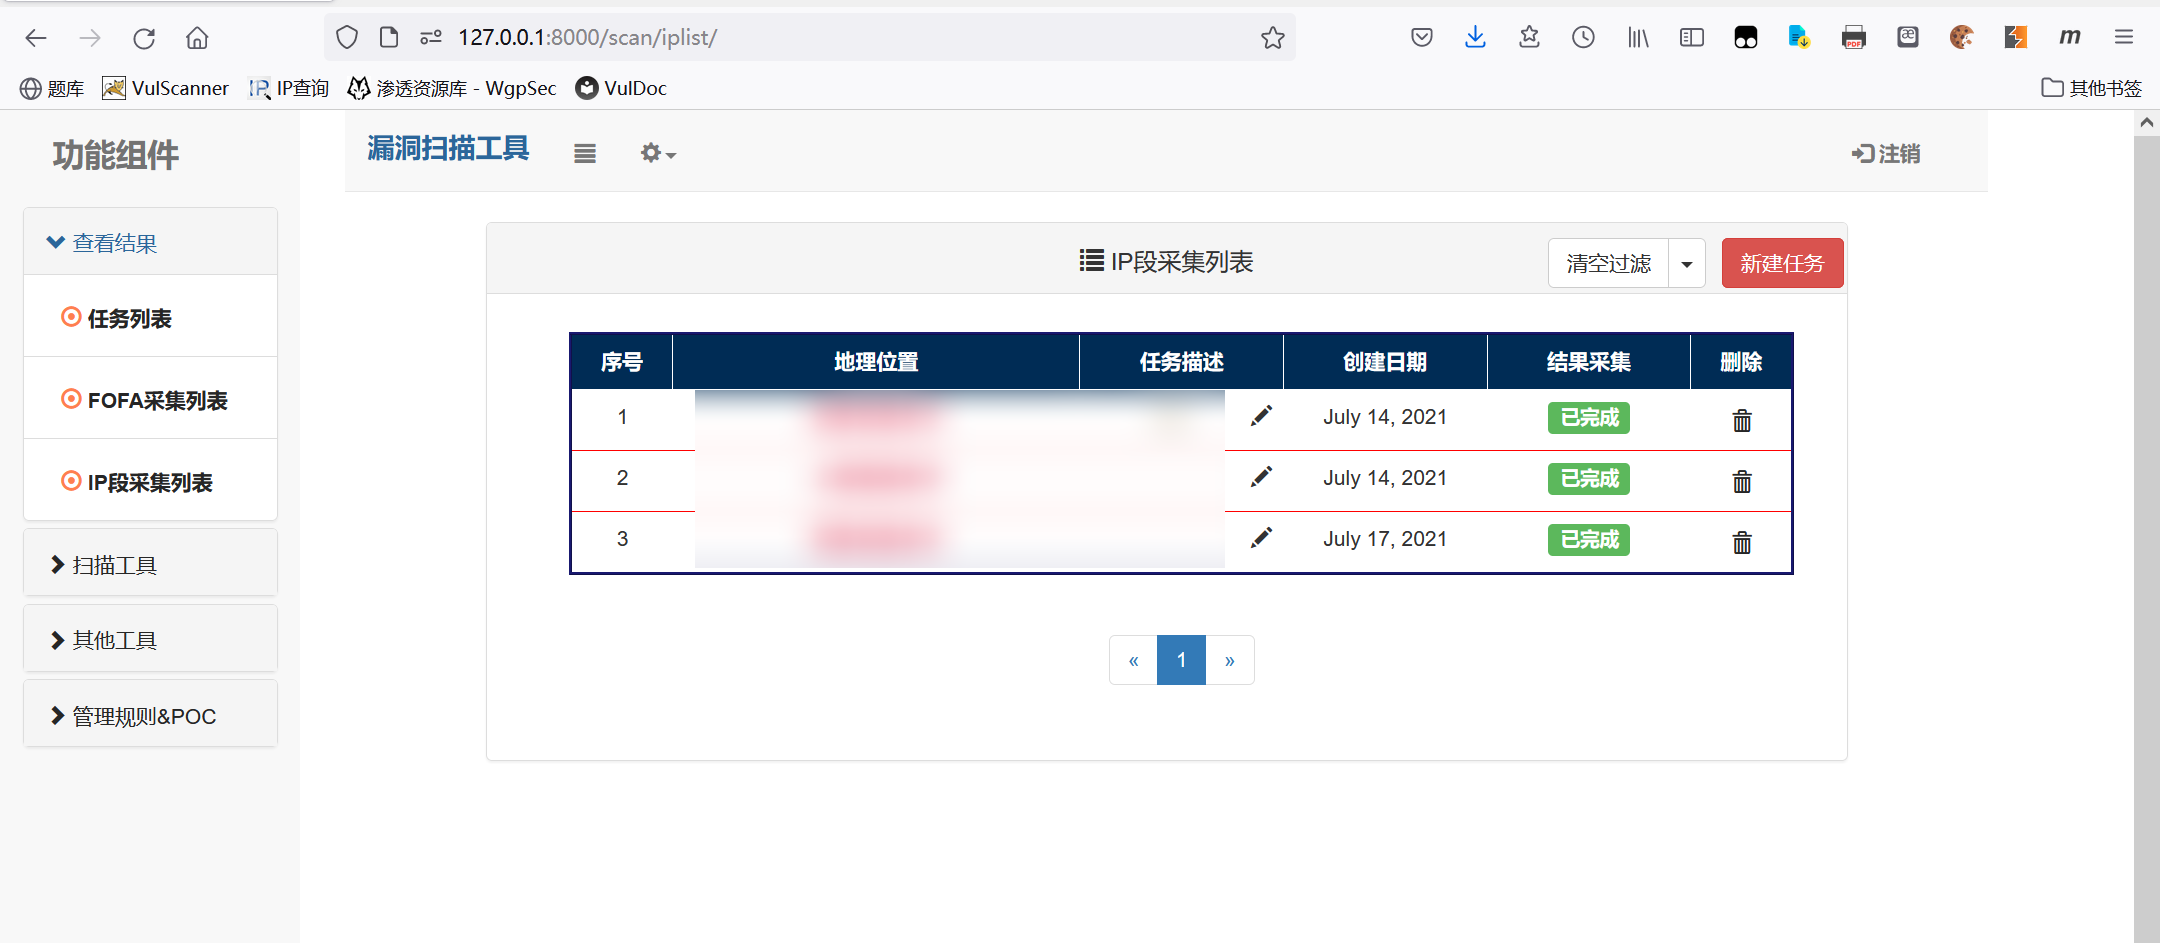 127.0.0.1:8000/scan/iplist/
题库 VulScanner IP查询 渗透资源库 - WgpSec VulDoc 其他书签
功能组件
查看结果
任务列表
FOFA采集列表
IP段采集列表
扫描工具
其他工具
管理规则&POC
漏洞扫描工具 注销
IP段采集列表 清空过滤 新建任务
序号 地理位置 任务描述 创建日期 结果采集 删除
1 July 14, 2021 已完成
2 July 14, 2021 已完成
3 July 17, 2021 已完成
« 1 »